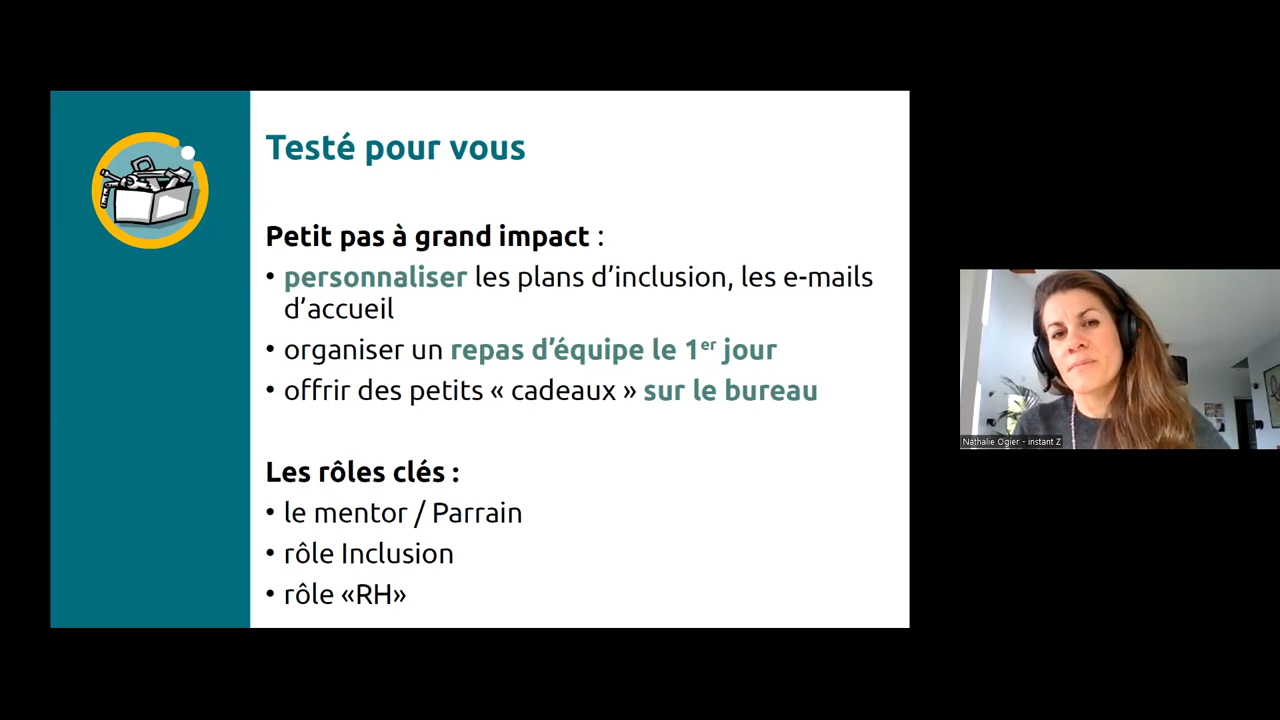 Testé pour vous
Petit pas à grand impact :
• personnaliser les plans d’inclusion, les e-mails
d’accueil
• organiser un repas d’équipe le 1er jour
• offrir des petits « cadeaux » sur le bureau
Les rôles clés :
• le mentor / Parrain
• rôle Inclusion
• rôle «RH»
Nathalie Ogier - instant Z